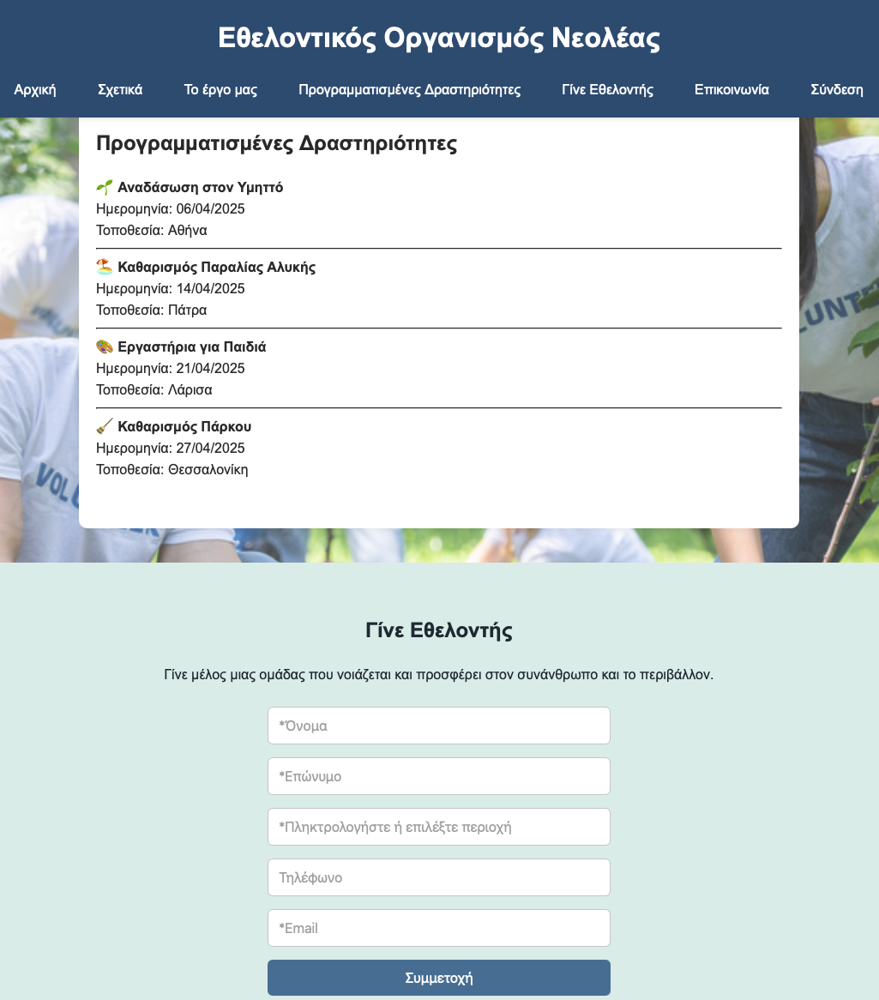 Εθελοντικός Οργανισμός Νεολέας
Αρχική Σχετικά Το έργο μας Προγραμματισμένες Δραστηριότητες Γίνε Εθελοντής Επικοινωνία Σύνδεση
Προγραμματισμένες Δραστηριότητες
🌱 Αναδάσωση στον Υμηττό
Ημερομηνία: 06/04/2025
Τοποθεσία: Αθήνα
🏖️ Καθαρισμός Παραλίας Αλυκής
Ημερομηνία: 14/04/2025
Τοποθεσία: Πάτρα
🎨 Εργαστήρια για Παιδιά
Ημερομηνία: 21/04/2025
Τοποθεσία: Λάρισα
🧹 Καθαρισμός Πάρκου
Ημερομηνία: 27/04/2025
Τοποθεσία: Θεσσαλονίκη
Γίνε Εθελοντής
Γίνε μέλος μιας ομάδας που νοιάζεται και προσφέρει στον συνάνθρωπο και το περιβάλλον.
*Όνομα
*Επώνυμο
*Πληκτρολογήστε ή επιλέξτε περιοχή
Τηλέφωνο
*Email
Συμμετοχή